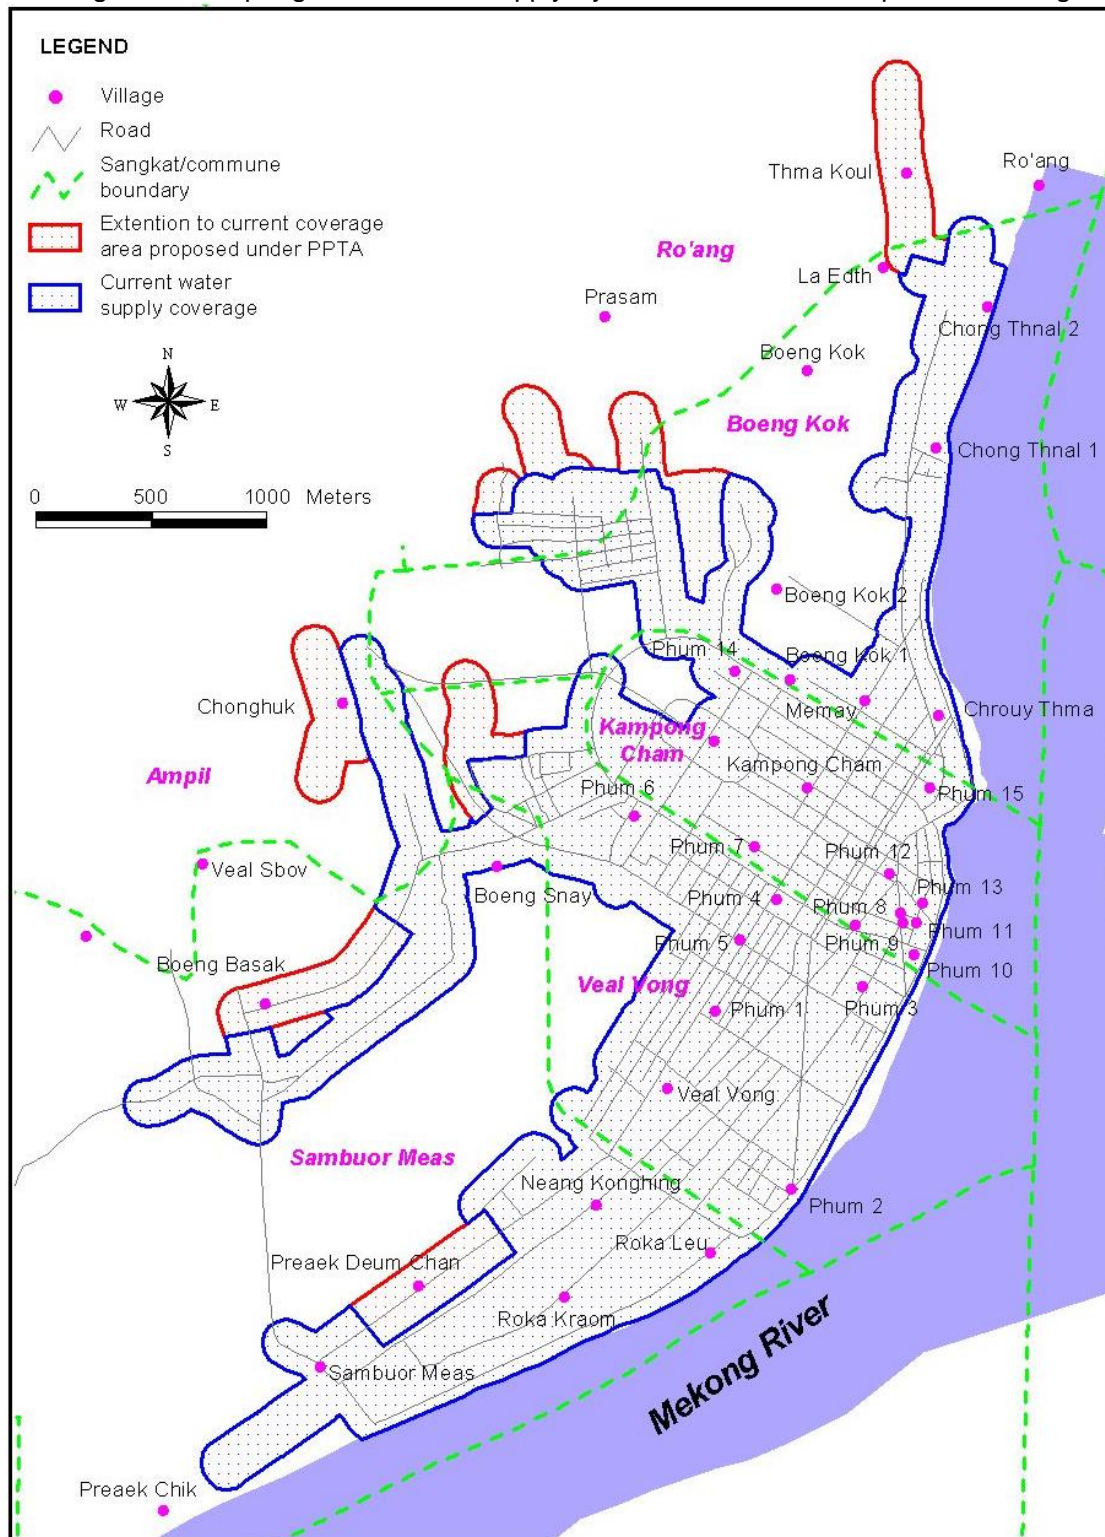 LEGEND
Village
Road
Sangkat/commune
boundary
Extention to current coverage
area proposed under PPTA
Current water
supply coverage
N
W
E
S
0 500 1000 Meters
Thma Koul
Ro'ang
Ro'ang
La Edth
Prasam
Chong Thnal 2
Boeng Kok
Boeng Kok
Chong Thnal 1
Boeng Kok 2
Phum 14
Boeng Kok 1
Chonghuk
Memay
Chrouy Thma
Kampong
Cham
Ampil
Kampong Cham
Phum 6
Phum 15
Phum 7
Phum 12
Veal Sbov
Boeng Snay
Phum 4
Phum 13
Phum 8
Phum 11
Phum 5
Phum 9
Boeng Basak
Phum 10
Veal Vong
Phum 1
Phum 3
Veal Vong
Sambuor Meas
Neang Konghing
Phum 2
Roka Leu
Preaek Deum Chan
Roka Kraom
Sambuor Meas
Mekong River
Preaek Chik